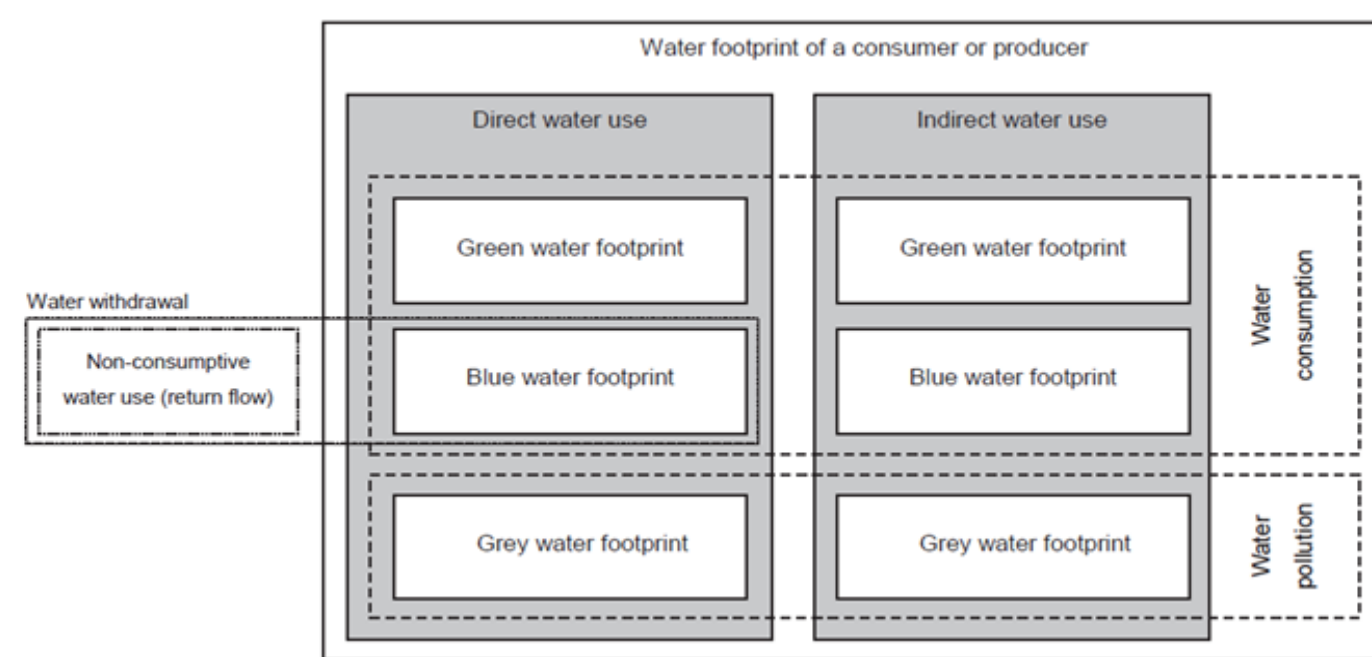 Water footprint of a consumer or producer
Direct water use
Indirect water use
Green water footprint
Green water footprint
Water
consumption
Water withdrawal
Non-consumptive
water use (return flow)
Blue water footprint
Blue water footprint
Grey water footprint
Grey water footprint
Water
pollution